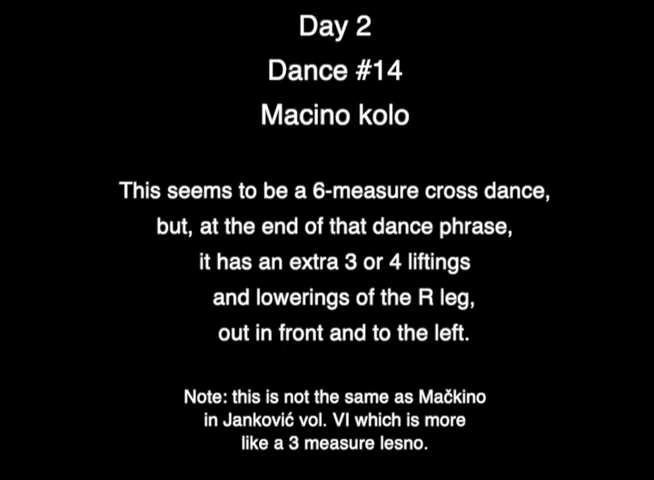 Day 2
Dance #14
Macino kolo
This seems to be a 6-measure cross dance,
but, at the end of that dance phrase,
it has an extra 3 or 4 liftings
and lowerings of the R leg,
out in front and to the left.
Note: this is not the same as Mačkino
in Janković vol. VI which is more
like a 3 measure lesno.